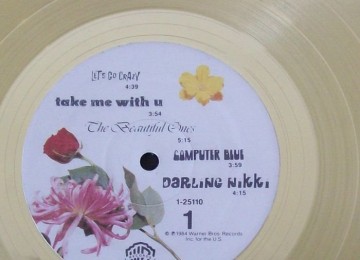 LET'S GO CRAZY
4:39
take me with u
3:54
The Beautiful Ones
5:15
COMPUTER BLUE
3:59
DARLING NIKKI
4:15
1-25110
1
℗ © 1984 Warner Bros. Records
Inc. for the U.S.